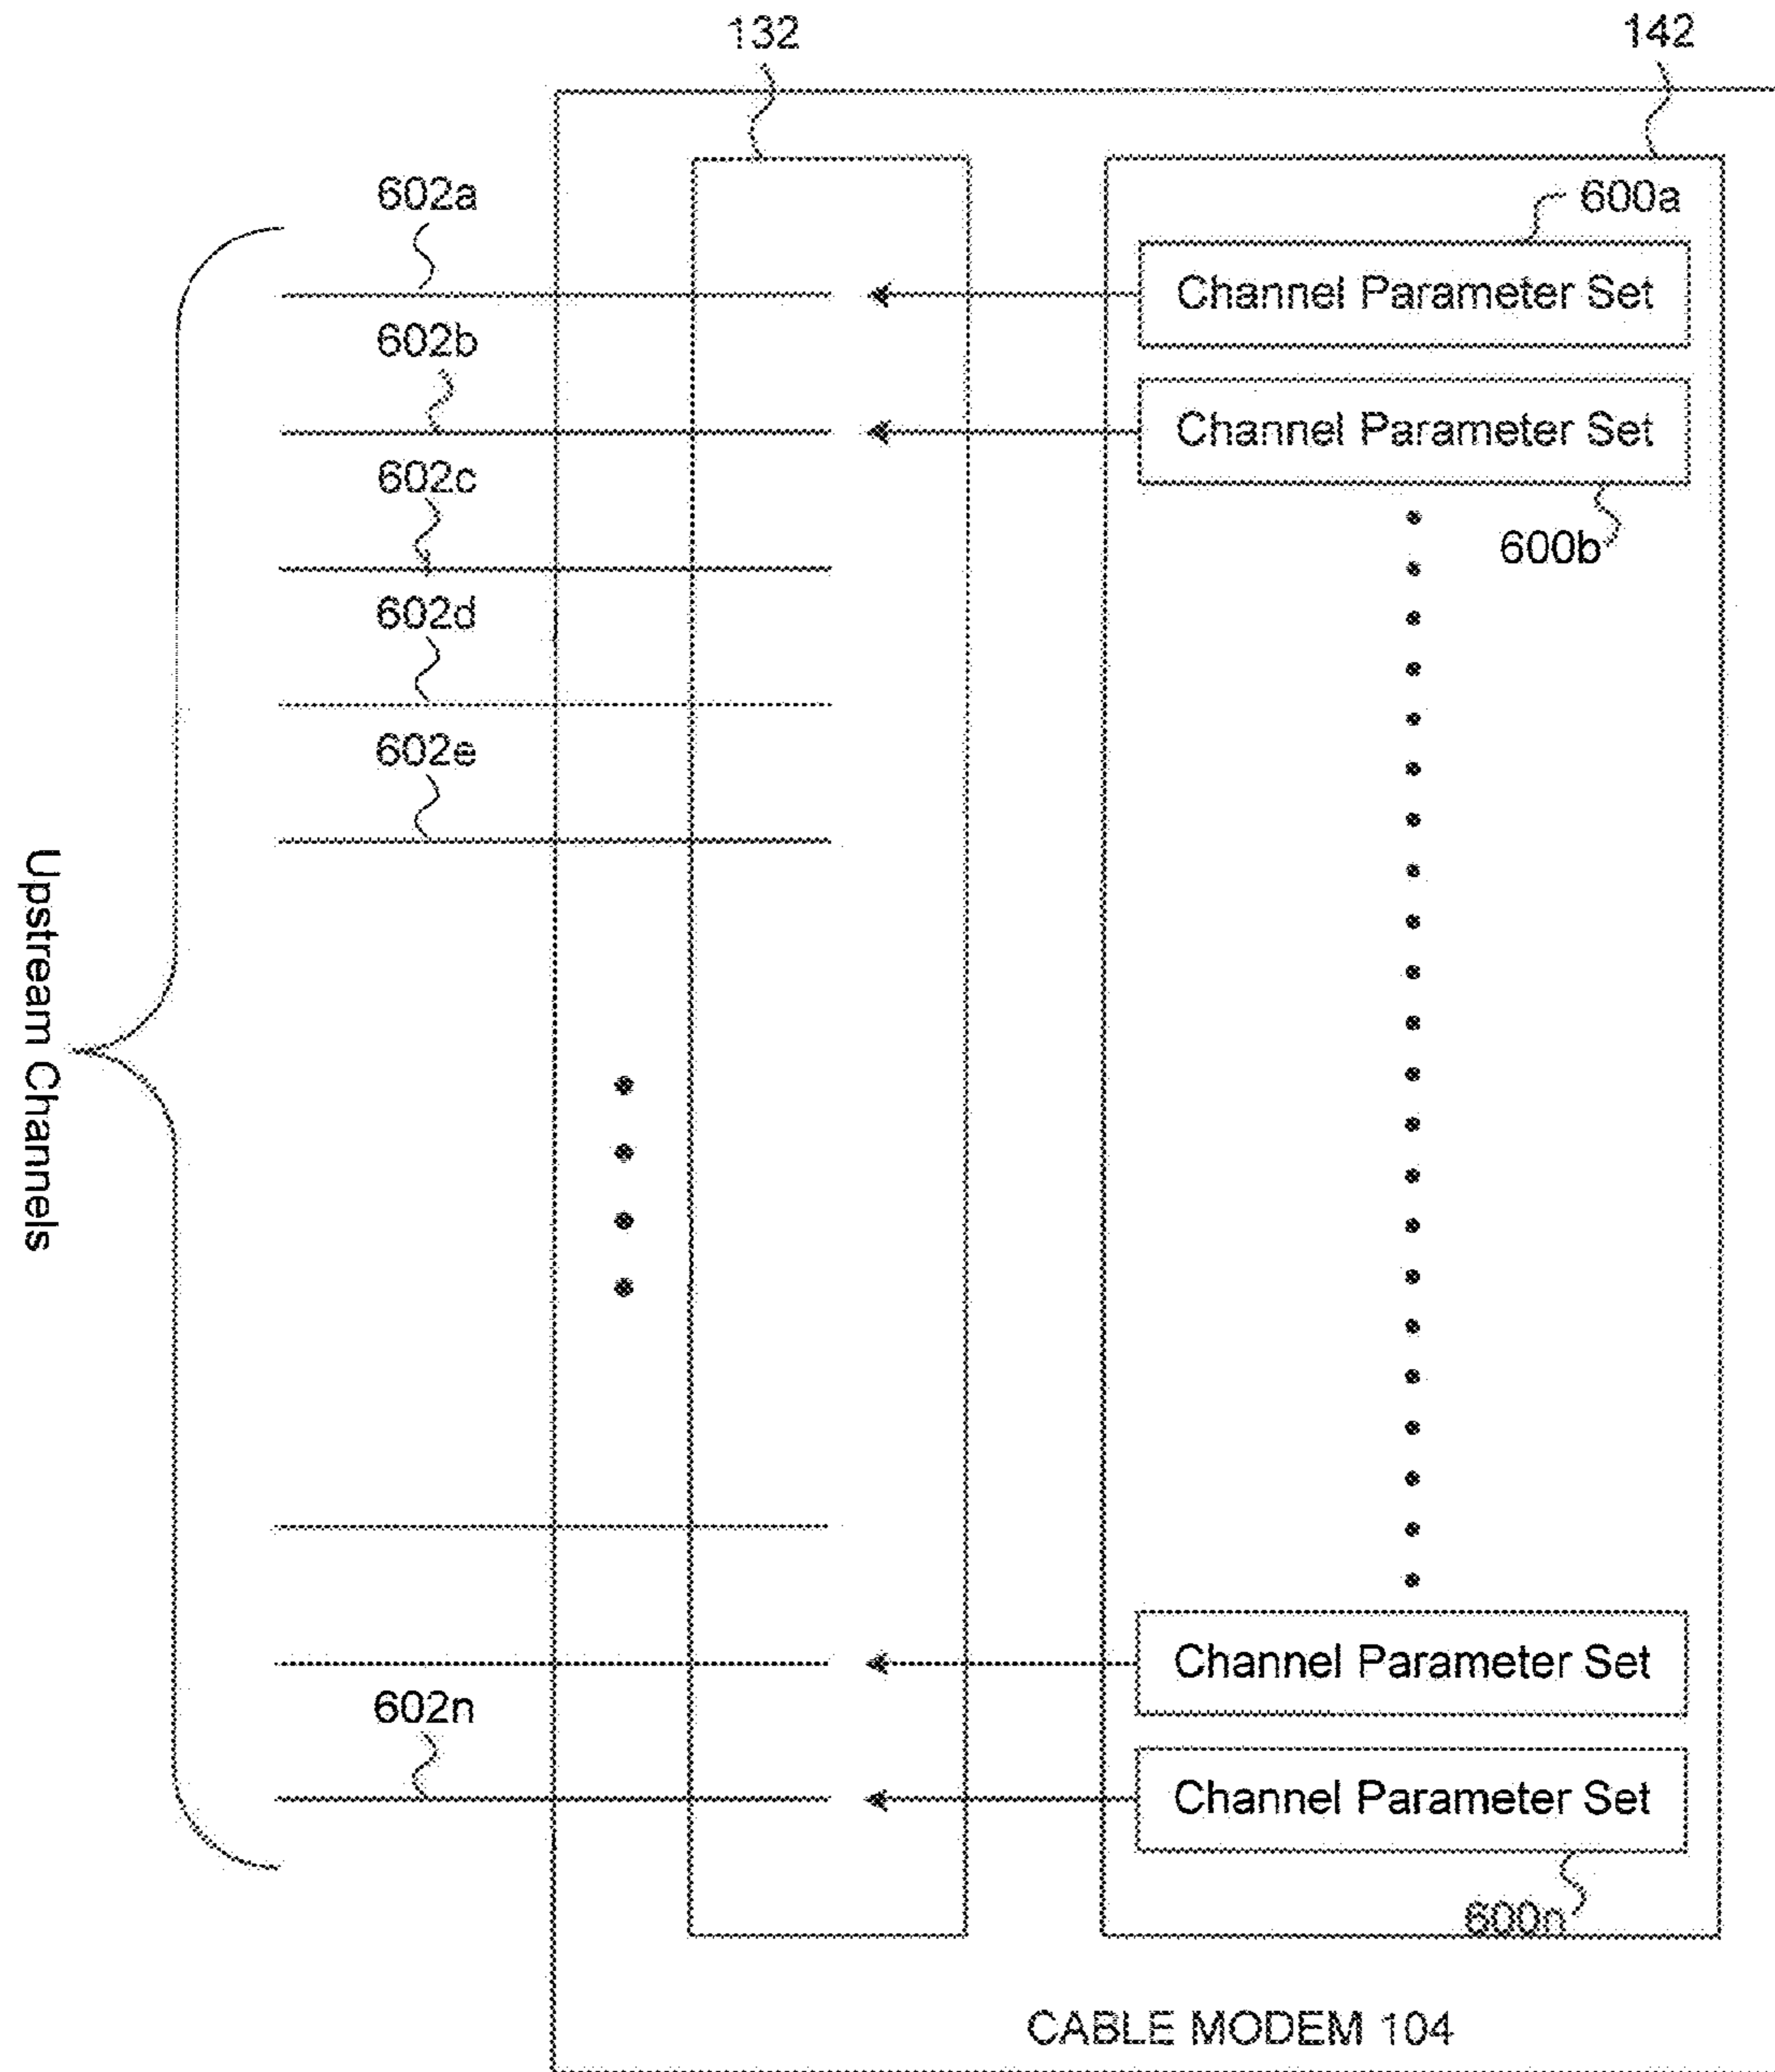 132
142
602a
600a
Channel Parameter Set
602b
Channel Parameter Set
602c
600b
602d
602e
Upstream Channels
Channel Parameter Set
602n
Channel Parameter Set
600n
CABLE MODEM 104